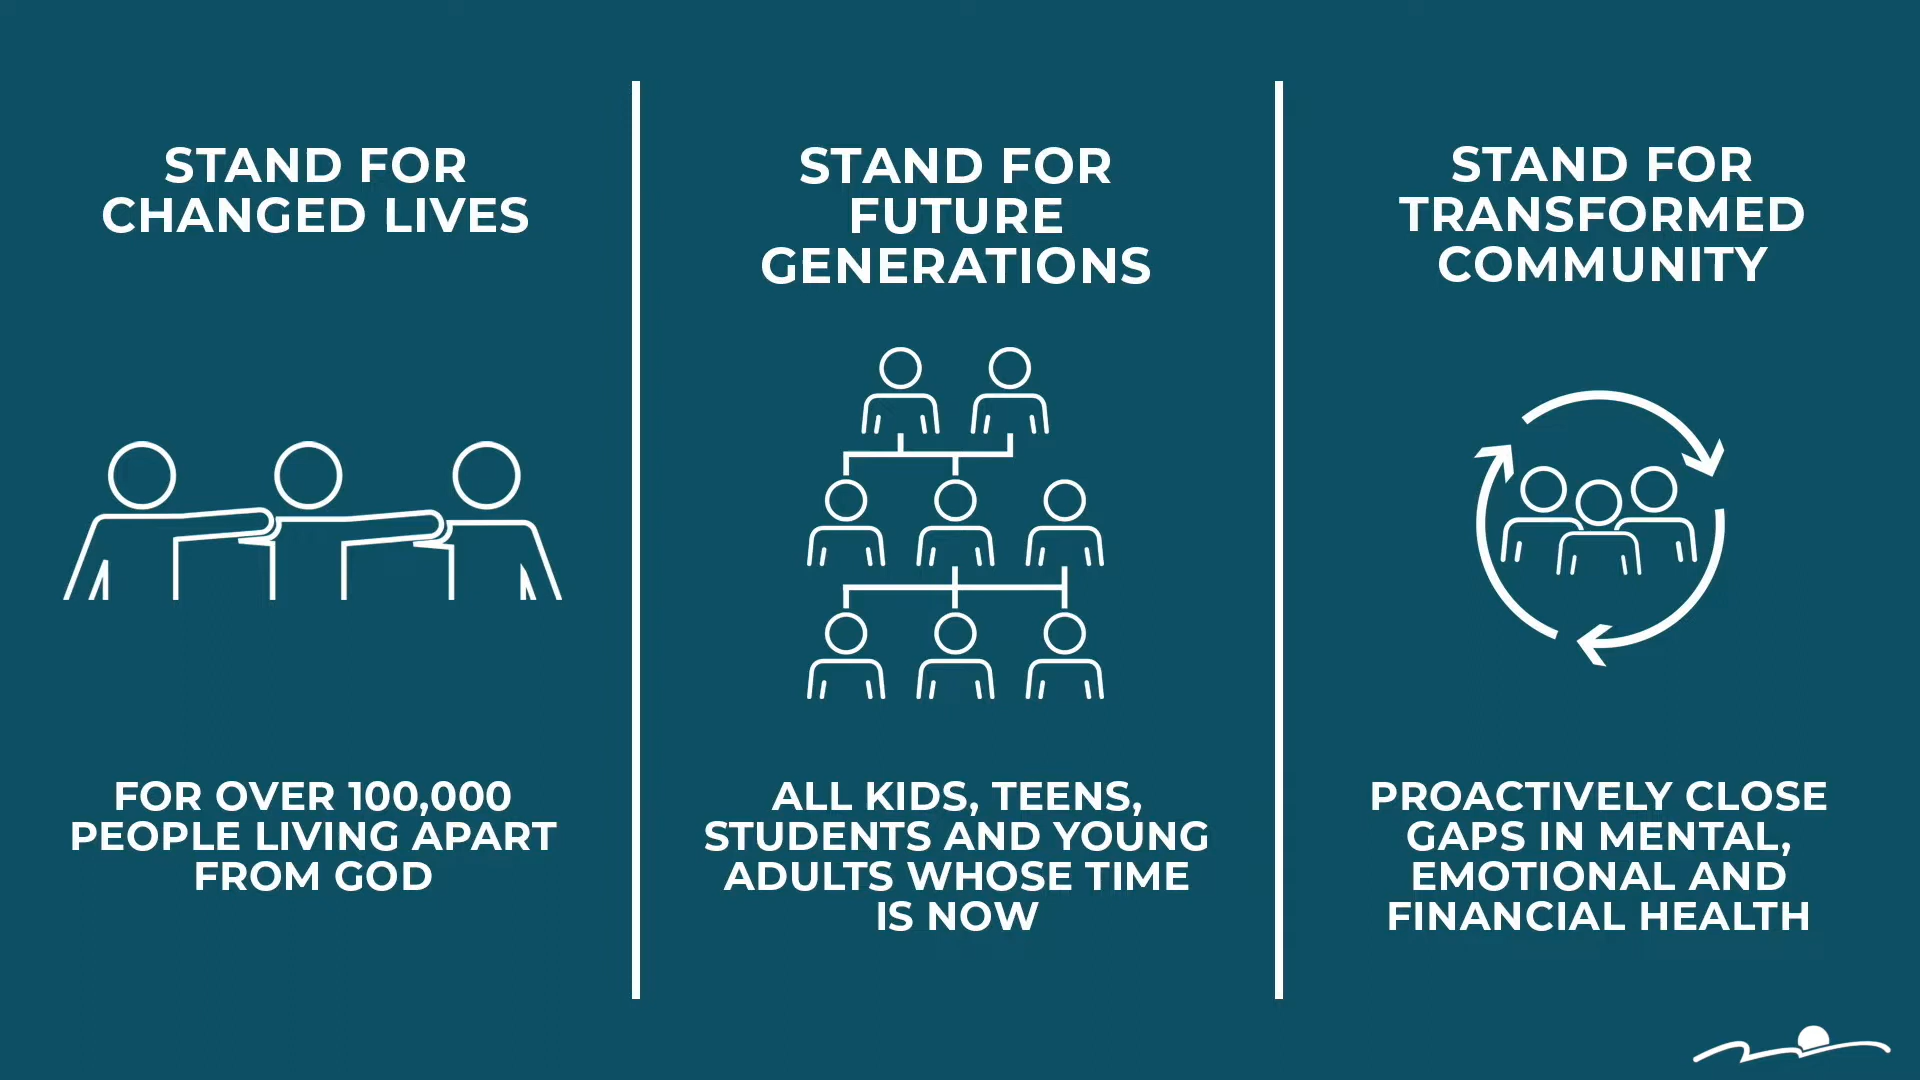 STAND FOR
CHANGED LIVES
FOR OVER 100,000
PEOPLE LIVING APART
FROM GOD
STAND FOR
FUTURE
GENERATIONS
ALL KIDS, TEENS,
STUDENTS AND YOUNG
ADULTS WHOSE TIME
IS NOW
STAND FOR
TRANSFORMED
COMMUNITY
PROACTIVELY CLOSE
GAPS IN MENTAL,
EMOTIONAL AND
FINANCIAL HEALTH